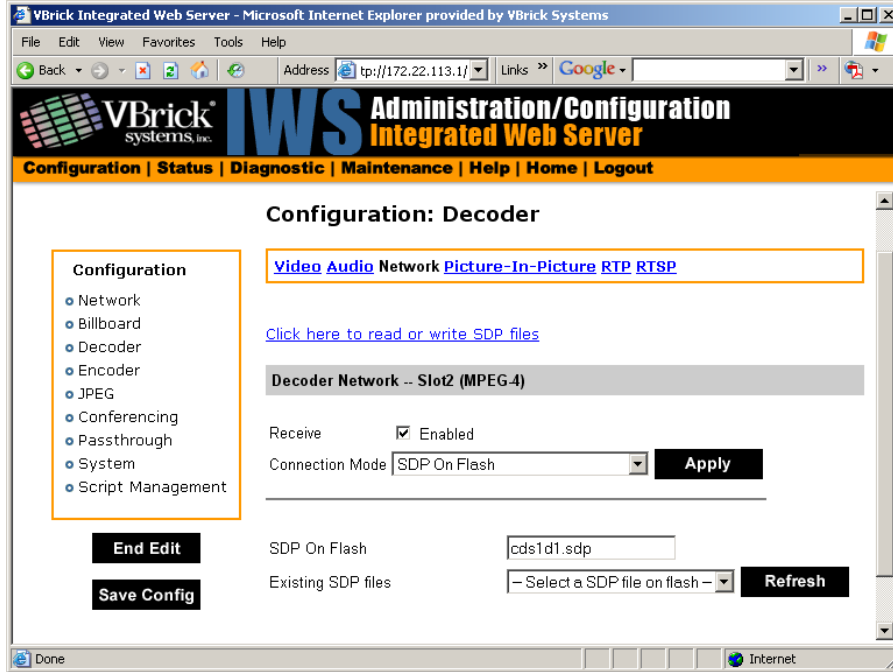 VBrick Integrated Web Server - Microsoft Internet Explorer provided by VBrick Systems
File Edit View Favorites Tools Help
Back Address tp://172.22.113.1/ Links » Google - »
VBrick systems, inc. IWS Administration/Configuration
Integrated Web Server
Configuration | Status | Diagnostic | Maintenance | Help | Home | Logout
Configuration: Decoder
Configuration
Network
Billboard
Decoder
Encoder
JPEG
Conferencing
Passthrough
System
Script Management
End Edit
Save Config
Video Audio Network Picture-In-Picture RTP RTSP
Click here to read or write SDP files
Decoder Network -- Slot2 (MPEG-4)
Receive Enabled
Connection Mode SDP On Flash Apply
SDP On Flash cds1d1.sdp
Existing SDP files -- Select a SDP file on flash -- Refresh
Done Internet